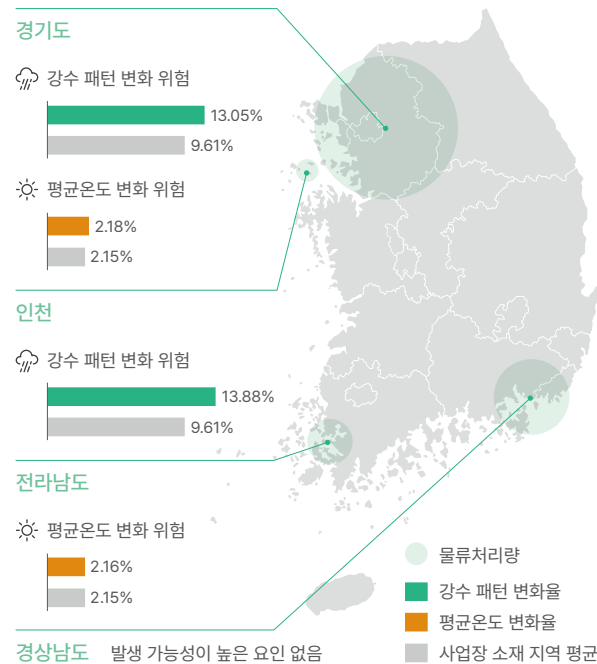 경기도
강수 패턴 변화 위험
13.05%
9.61%
평균온도 변화 위험
2.18%
2.15%
인천
강수 패턴 변화 위험
13.88%
9.61%
전라남도
평균온도 변화 위험
2.16%
2.15%
경상남도 발생 가능성이 높은 요인 없음
물류처리량
강수 패턴 변화율
평균온도 변화율
사업장 소재 지역 평균